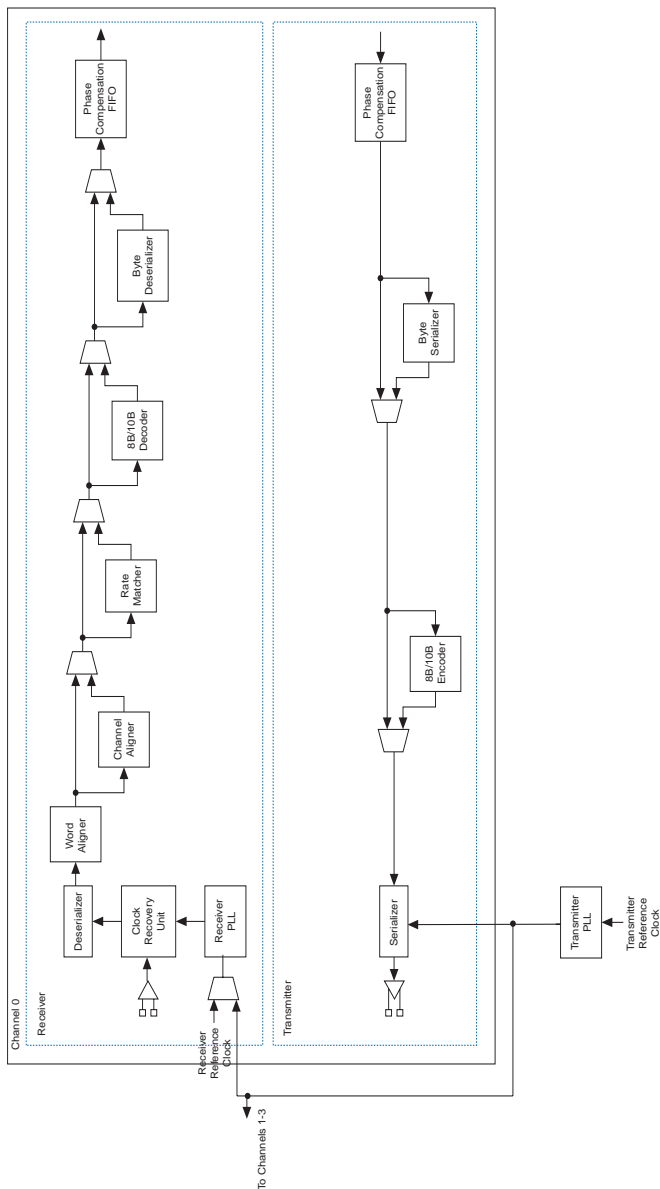 Channel 0
Receiver
Deserializer
Word
Aligner
Channel
Aligner
Rate
Matcher
8B/10B
Decoder
Byte
Deserializer
Phase
Compensation
FIFO
Clock
Recovery
Unit
Receiver
PLL
Receiver
Reference
Clock
Transmitter
Serializer
8B/10B
Encoder
Byte
Serializer
Phase
Compensation
FIFO
To Channels 1-3
Transmitter
PLL
Transmitter
Reference
Clock